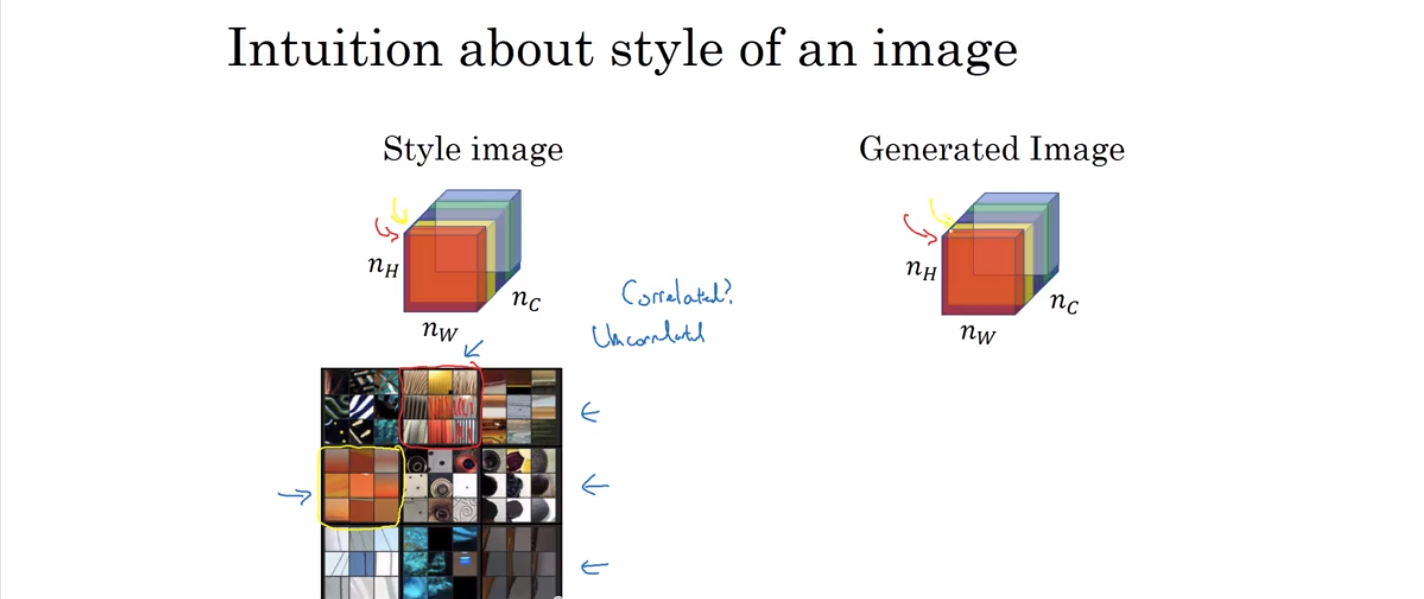 Intuition about style of an image
Style image
Generated Image
n_H
n_C
n_W
Correlated?
Uncorrelated
n_H
n_C
n_W